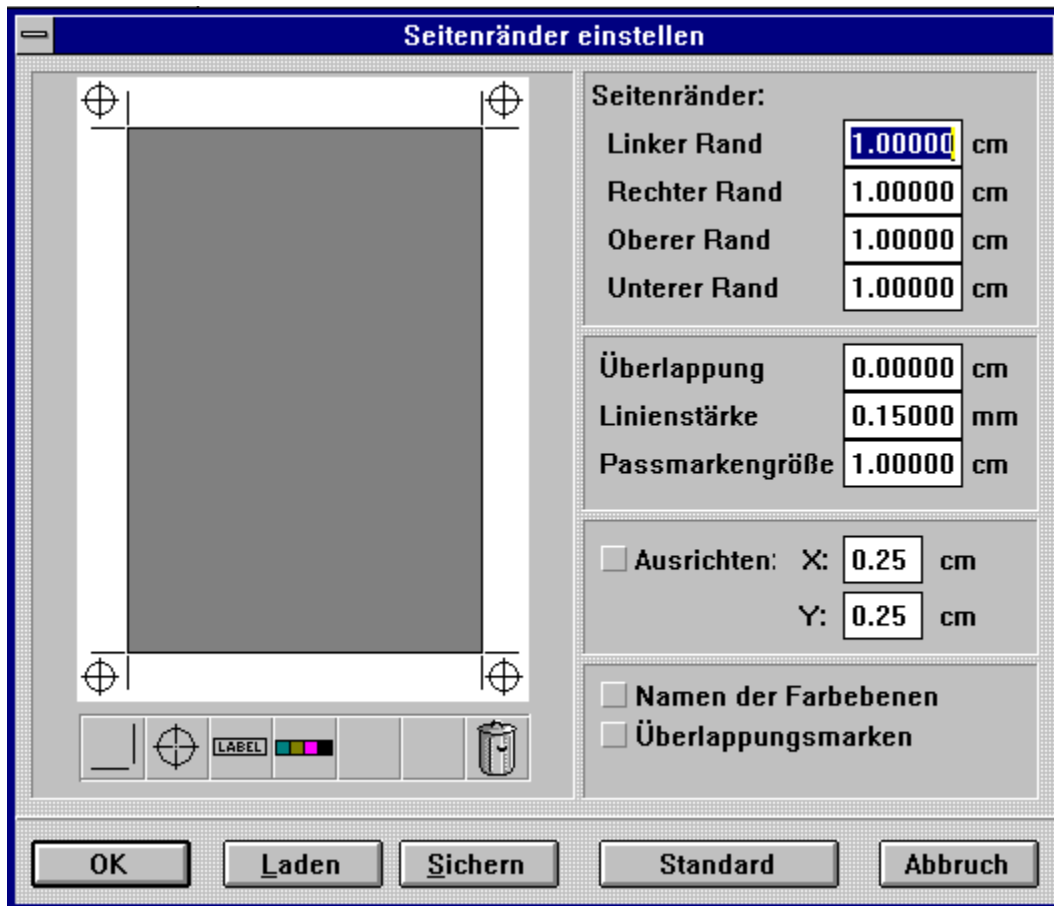 Seitenränder einstellen
Seitenränder:
Linker Rand 1.00000 cm
Rechter Rand 1.00000 cm
Oberer Rand 1.00000 cm
Unterer Rand 1.00000 cm
Überlappung 0.00000 cm
Linienstärke 0.15000 mm
Passmarkengröße 1.00000 cm
Ausrichten: X: 0.25 cm
Y: 0.25 cm
Namen der Farbebenen
Überlappungsmarken
LABEL
OK Laden Sichern Standard Abbruch